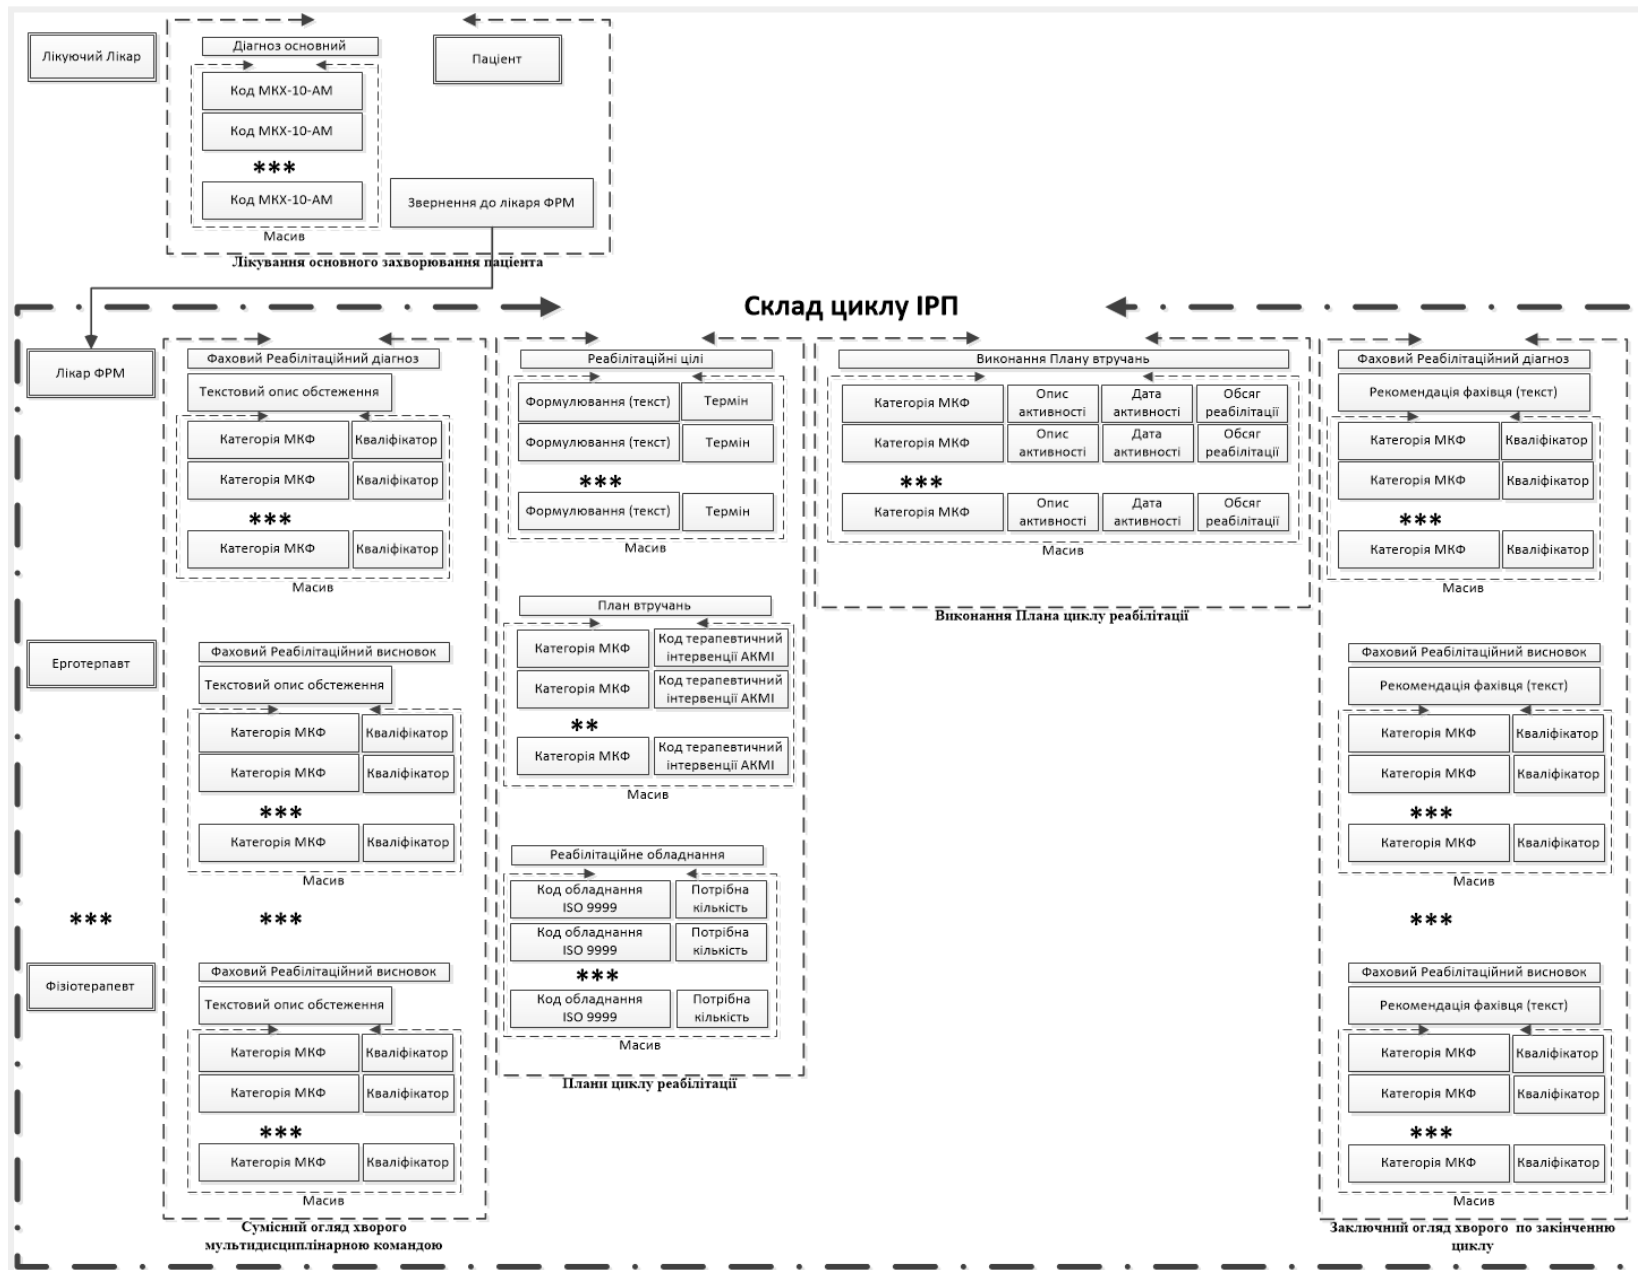 Лікуючий Лікар
Діагноз основний
Код МКХ-10-АМ
Код МКХ-10-АМ
***
Код МКХ-10-АМ
Масив
Пацієнт
Звернення до лікаря ФРМ
Лікування основного захворювання пацієнта
Склад циклу ІРП
Лікар ФРМ
Ерготерпавт
***
Фізіотерапевт
Фаховий Реабілітаційний діагноз
Текстовий опис обстеження
Категорія МКФ Кваліфікатор
Категорія МКФ Кваліфікатор
***
Категорія МКФ Кваліфікатор
Масив
Фаховий Реабілітаційний висновок
Текстовий опис обстеження
Категорія МКФ Кваліфікатор
Категорія МКФ Кваліфікатор
***
Категорія МКФ Кваліфікатор
Масив
***
Фаховий Реабілітаційний висновок
Текстовий опис обстеження
Категорія МКФ Кваліфікатор
Категорія МКФ Кваліфікатор
***
Категорія МКФ Кваліфікатор
Масив
Сумісний огляд хворого
мультидисциплінарною командою
Реабілітаційні цілі
Формулювання (текст) Термін
Формулювання (текст) Термін
***
Формулювання (текст) Термін
Масив
План втручань
Категорія МКФ
Код терапевтичний
інтервенції АКМІ
Категорія МКФ
Код терапевтичний
інтервенції АКМІ
**
Категорія МКФ
Код терапевтичний
інтервенції АКМІ
Масив
Реабілітаційне обладнання
Код обладнання
ISO 9999
Потрібна
кількість
Код обладнання
ISO 9999
Потрібна
кількість
***
Код обладнання
ISO 9999
Потрібна
кількість
Масив
Плани циклу реабілітації
Виконання Плану втручань
Категорія МКФ
Опис
активності
Дата
активності
Обсяг
реабілітації
Категорія МКФ
Опис
активності
Дата
активності
Обсяг
реабілітації
***
Категорія МКФ
Опис
активності
Дата
активності
Обсяг
реабілітації
Масив
Виконання Плана циклу реабілітації
Фаховий Реабілітаційний діагноз
Рекомендація фахівця (текст)
Категорія МКФ Кваліфікатор
Категорія МКФ Кваліфікатор
***
Категорія МКФ Кваліфікатор
Масив
Фаховий Реабілітаційний висновок
Рекомендація фахівця (текст)
Категорія МКФ Кваліфікатор
Категорія МКФ Кваліфікатор
***
Категорія МКФ Кваліфікатор
Масив
***
Фаховий Реабілітаційний висновок
Рекомендація фахівця (текст)
Категорія МКФ Кваліфікатор
Категорія МКФ Кваліфікатор
***
Категорія МКФ Кваліфікатор
Масив
Заключний огляд хворого по закінченню
циклу